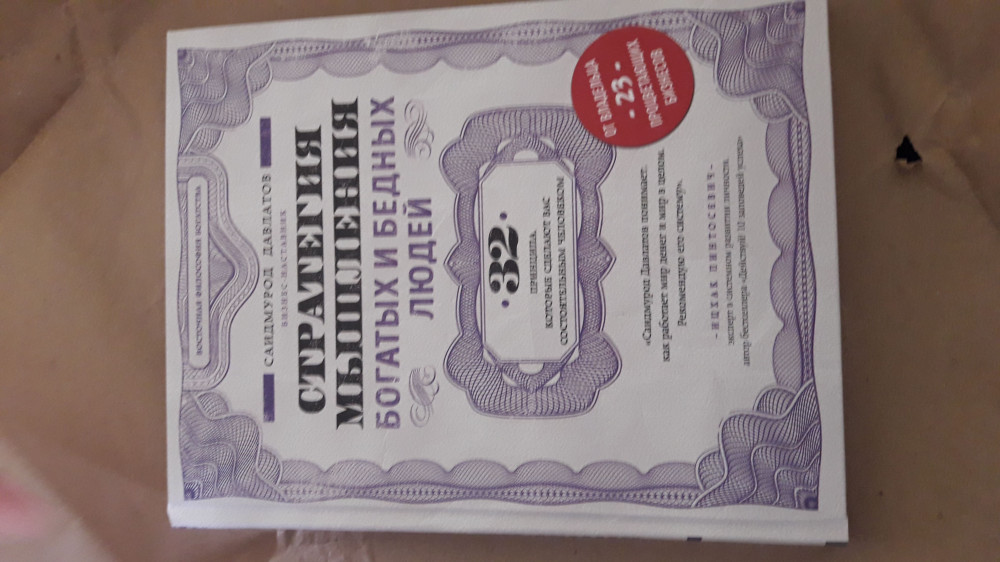 ВОСТОЧНАЯ ФИЛОСОФИЯ БОГАТСТВА
САИДМУРОД ДАВЛАТОВ
БИЗНЕС-НАСТАВНИК
СТРАТЕГИЯ
МЫШЛЕНИЯ
БОГАТЫХ И БЕДНЫХ
ЛЮДЕЙ
·32·
ПРИНЦИПА,
КОТОРЫЕ СДЕЛАЮТ ВАС
СОСТОЯТЕЛЬНЫМ ЧЕЛОВЕКОМ
ОТ ВЛАДЕЛЬЦА
- 23 -
ПРОЦВЕТАЮЩИХ
БИЗНЕСОВ
«Саидмурод Давлатов понимает,
как работает мир денег и мир в целом.
Рекомендую его систему».
- ИЦХАК ПИНТОСЕВИЧ -
эксперт в системном развитии личности,
автор бестселлера «Действуй! 10 заповедей успеха»